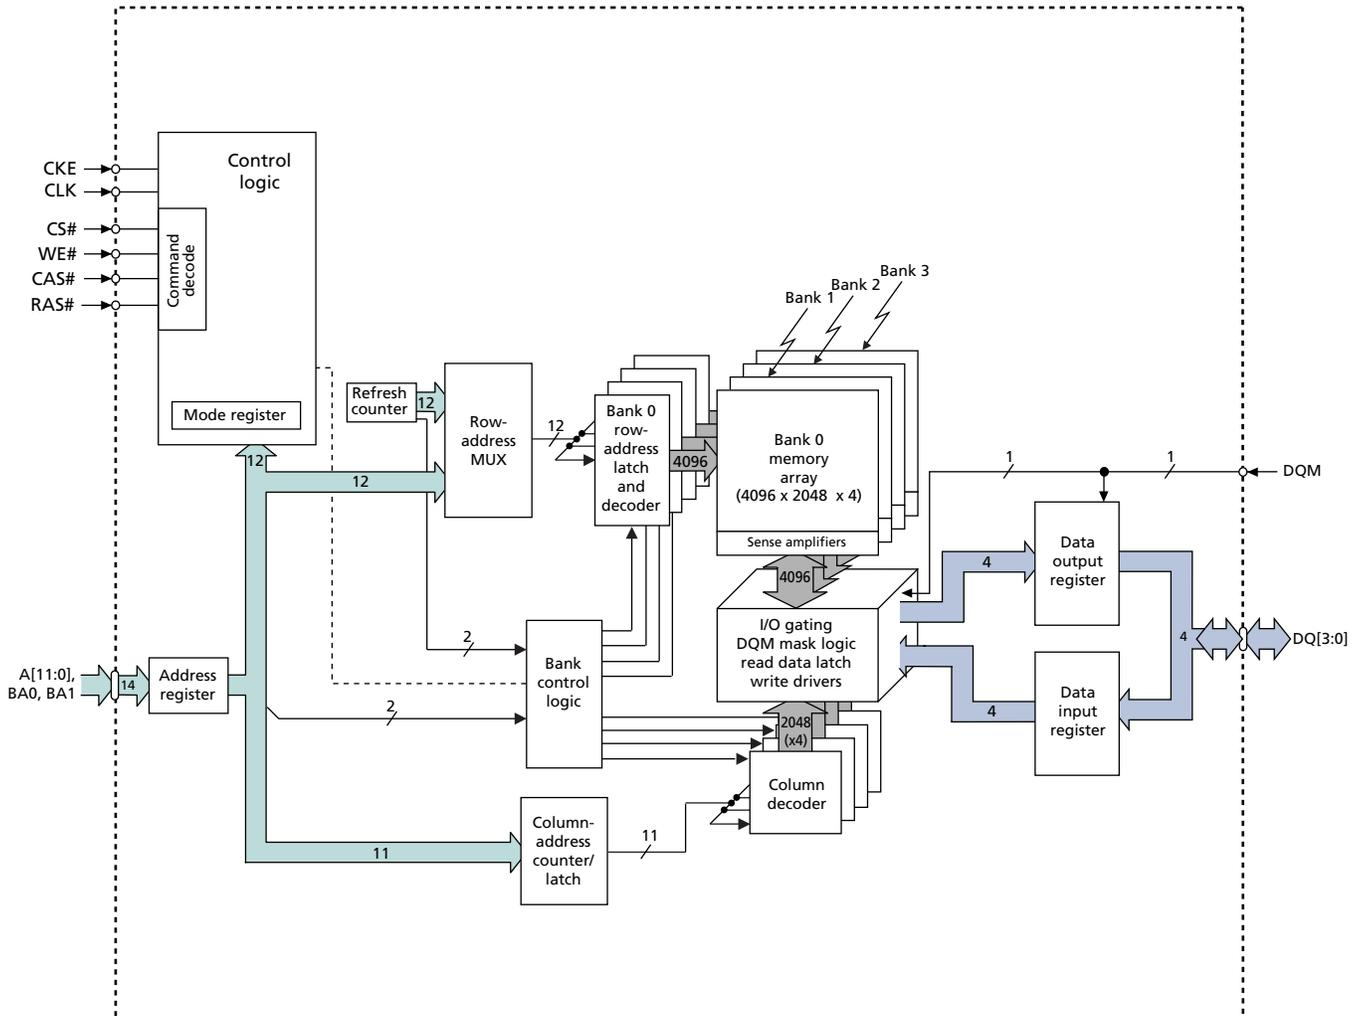 Control
logic
CKE
CLK
CS#
WE#
CAS#
RAS#
Command
decode
Mode register
Bank 3
Bank 2
Bank 1
Refresh
counter
12
Row-
address
MUX
12
Bank 0
row-
address
latch
and
decoder
4096
Bank 0
memory
array
(4096 x 2048 x 4)
Sense amplifiers
12
12
1
1
DQM
4096
Data
output
register
4
I/O gating
DQM mask logic
read data latch
write drivers
2
Bank
control
logic
4
DQ[3:0]
A[11:0],
BA0, BA1
14
Address
register
2
Data
input
register
4
2048
(x4)
Column
decoder
Column-
address
counter/
latch
11
11